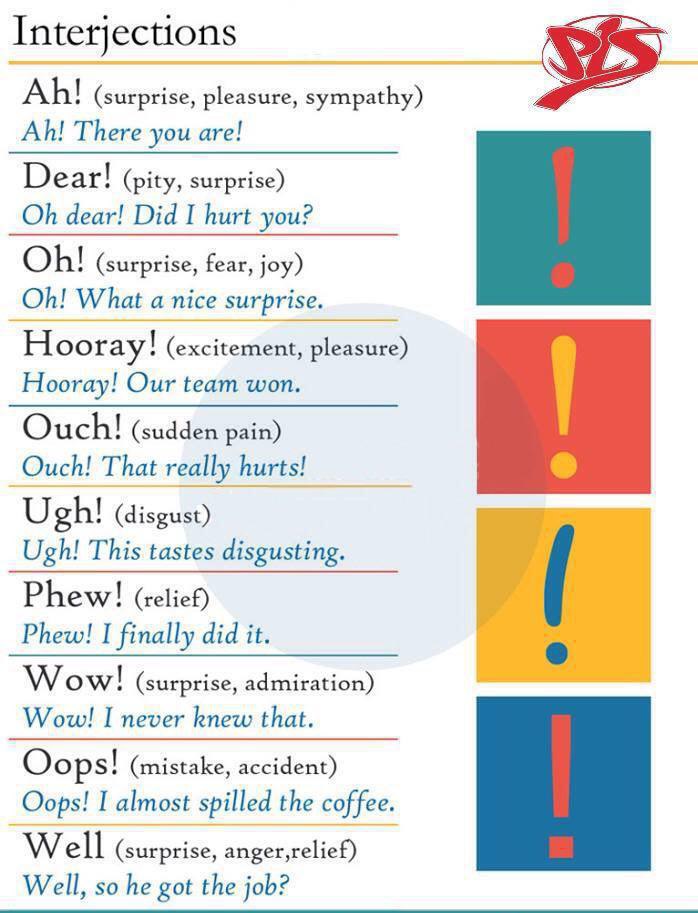 Interjections
SLS
Ah! (surprise, pleasure, sympathy)
Ah! There you are!
Dear! (pity, surprise)
Oh dear! Did I hurt you?
Oh! (surprise, fear, joy)
Oh! What a nice surprise.
Hooray! (excitement, pleasure)
Hooray! Our team won.
Ouch! (sudden pain)
Ouch! That really hurts!
Ugh! (disgust)
Ugh! This tastes disgusting.
Phew! (relief)
Phew! I finally did it.
Wow! (surprise, admiration)
Wow! I never knew that.
Oops! (mistake, accident)
Oops! I almost spilled the coffee.
Well (surprise, anger,relief)
Well, so he got the job?
!
!
!
!